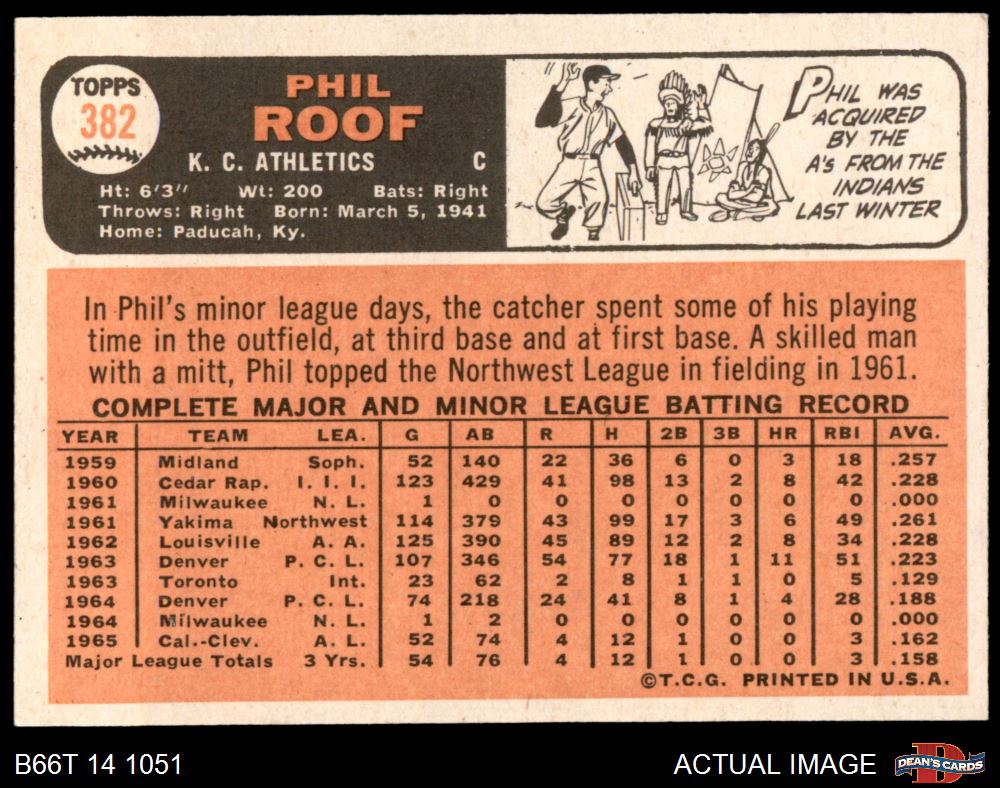 TOPPS
382
PHIL
ROOF
K. C. ATHLETICS C
Ht: 6'3" Wt: 200 Bats: Right
Throws: Right Born: March 5, 1941
Home: Paducah, Ky.
PHIL WAS
ACQUIRED
BY THE
A'S FROM THE
INDIANS
LAST WINTER
In Phil's minor league days, the catcher spent some of his playing
time in the outfield, at third base and at first base. A skilled man
with a mitt, Phil topped the Northwest League in fielding in 1961.
COMPLETE MAJOR AND MINOR LEAGUE BATTING RECORD
YEAR TEAM LEA. G AB R H 2B 3B HR RBI AVG.
1959 Midland Soph. 52 140 22 36 6 0 3 18 .257
1960 Cedar Rap. I. I. I. 123 429 41 98 13 2 8 42 .228
1961 Milwaukee N. L. 1 0 0 0 0 0 0 0 .000
1961 Yakima Northwest 114 379 43 99 17 3 6 49 .261
1962 Louisville A. A. 125 390 45 89 12 2 8 34 .228
1963 Denver P. C. L. 107 346 54 77 18 1 11 51 .223
1963 Toronto Int. 23 62 2 8 1 1 0 5 .129
1964 Denver P. C. L. 74 218 24 41 8 1 4 28 .188
1964 Milwaukee N. L. 1 2 0 0 0 0 0 0 .000
1965 Cal.-Clev. A. L. 52 74 4 12 1 0 0 3 .162
Major League Totals 3 Yrs. 54 76 4 12 1 0 0 3 .158
©T.C.G. PRINTED IN U.S.A.
B66T 14 1051
ACTUAL IMAGE
D
DEAN'S CARDS